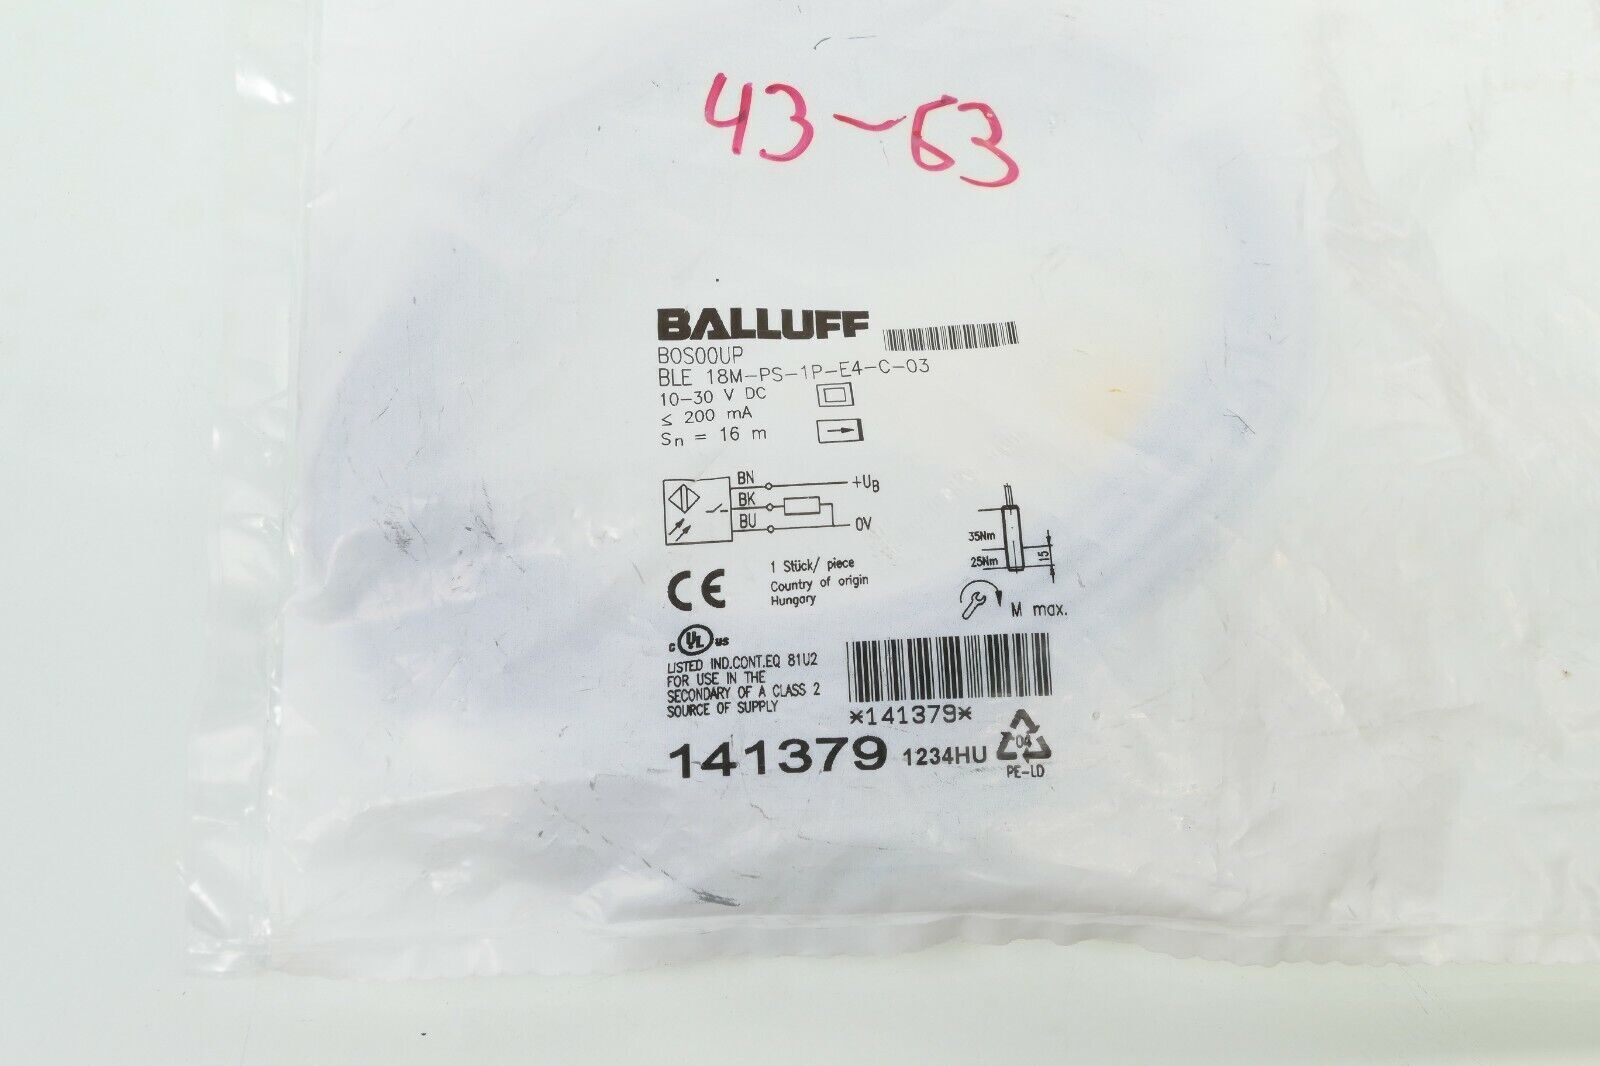 43-63
BALLUFF
BOS00UP
BLE 18M-PS-1P-E4-C-03
10-30 V DC
≤ 200 mA
Sn = 16 m
BN
+UB
BK
BU
0V
35Nm
25Nm
15
M max.
1 Stück/ piece
Country of origin
Hungary
CE
c UL us
LISTED IND.CONT.EQ 81U2
FOR USE IN THE
SECONDARY OF A CLASS 2
SOURCE OF SUPPLY
*141379*
141379 1234HU
04
PE-LD